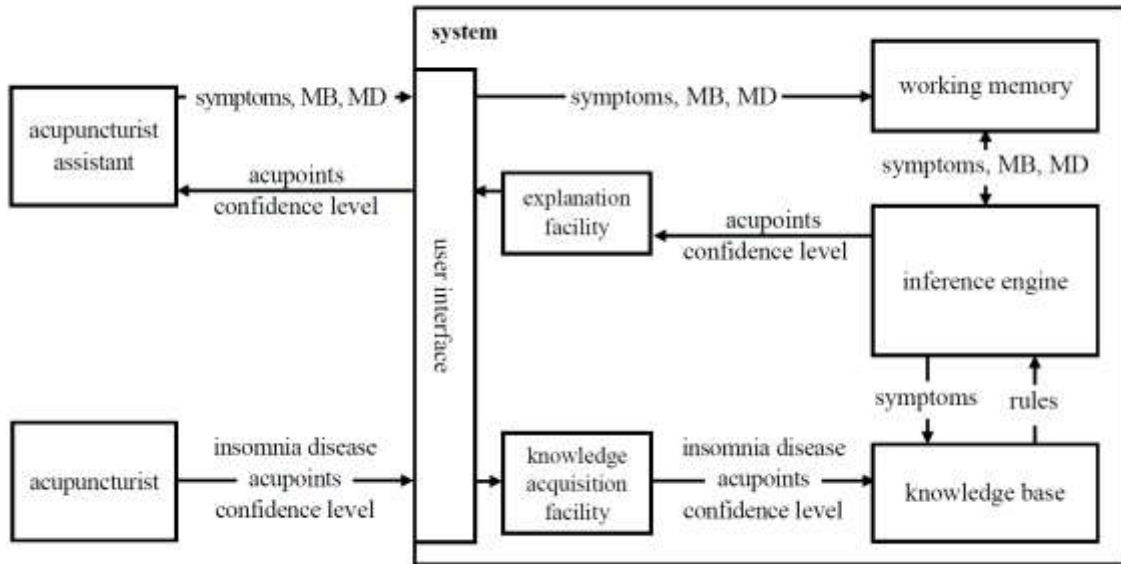 system
symptoms, MB, MD
symptoms, MB, MD
working memory
acupuncturist
assistant
symptoms, MB, MD
acupoints
confidence level
explanation
facility
acupoints
confidence level
user interface
inference engine
symptoms
rules
acupuncturist
insomnia disease
acupoints
confidence level
knowledge
acquisition
facility
insomnia disease
acupoints
confidence level
knowledge base